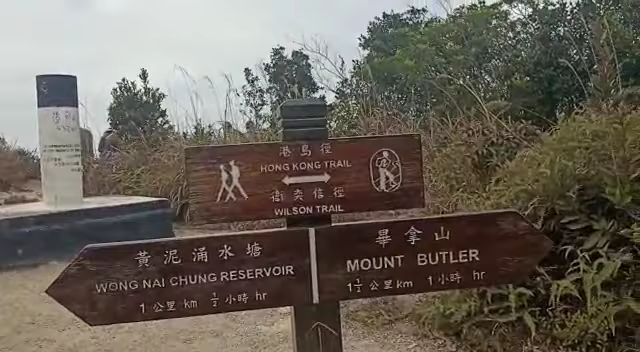 港島徑
HONG KONG TRAIL
衞奕信徑
WILSON TRAIL
黃泥涌水塘
WONG NAI CHUNG RESERVOIR
1 公里 km ½ 小時 hr
畢拿山
MOUNT BUTLER
1½ 公里 km 1 小時 hr